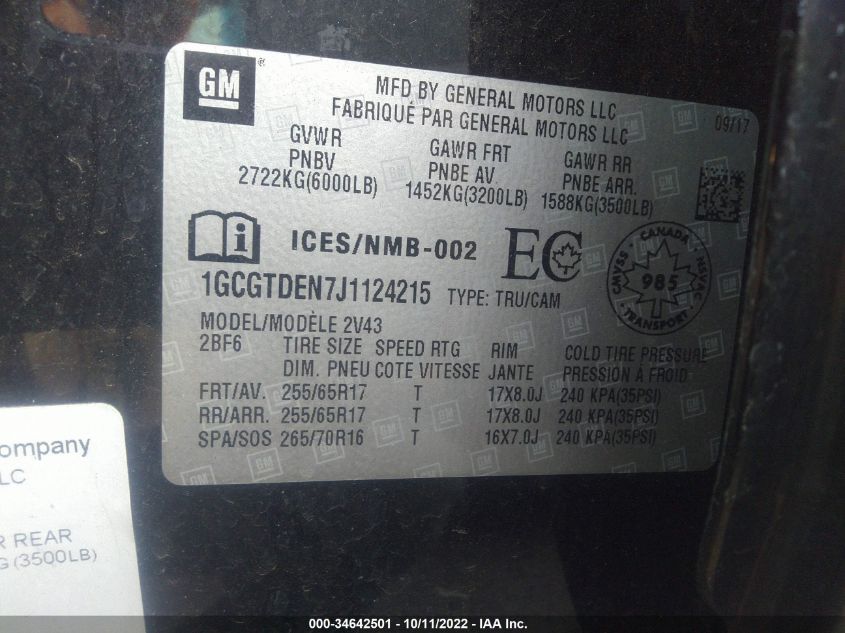 GM
®
MFD BY GENERAL MOTORS LLC
FABRIQUÉ PAR GENERAL MOTORS LLC
09/17
GVWR GAWR FRT GAWR RR
PNBV PNBE AV. PNBE ARR.
2722KG(6000LB) 1452KG(3200LB) 1588KG(3500LB)
ICES/NMB-002 EC
CANADA
CMVSS 985 NSVAC
TRANSPORT
1GCGTDEN7J1124215 TYPE: TRU/CAM
MODEL/MODÈLE 2V43
2BF6 TIRE SIZE SPEED RTG RIM COLD TIRE PRESSURE
DIM. PNEU COTE VITESSE JANTE PRESSION À FROID
FRT/AV. 255/65R17 T 17X8.0J 240 KPA(35PSI)
RR/ARR. 255/65R17 T 17X8.0J 240 KPA(35PSI)
SPA/SOS 265/70R16 T 16X7.0J 240 KPA(35PSI)
ompany
LC
R REAR
G (3500LB)
000-34642501 - 10/11/2022 - IAA Inc.